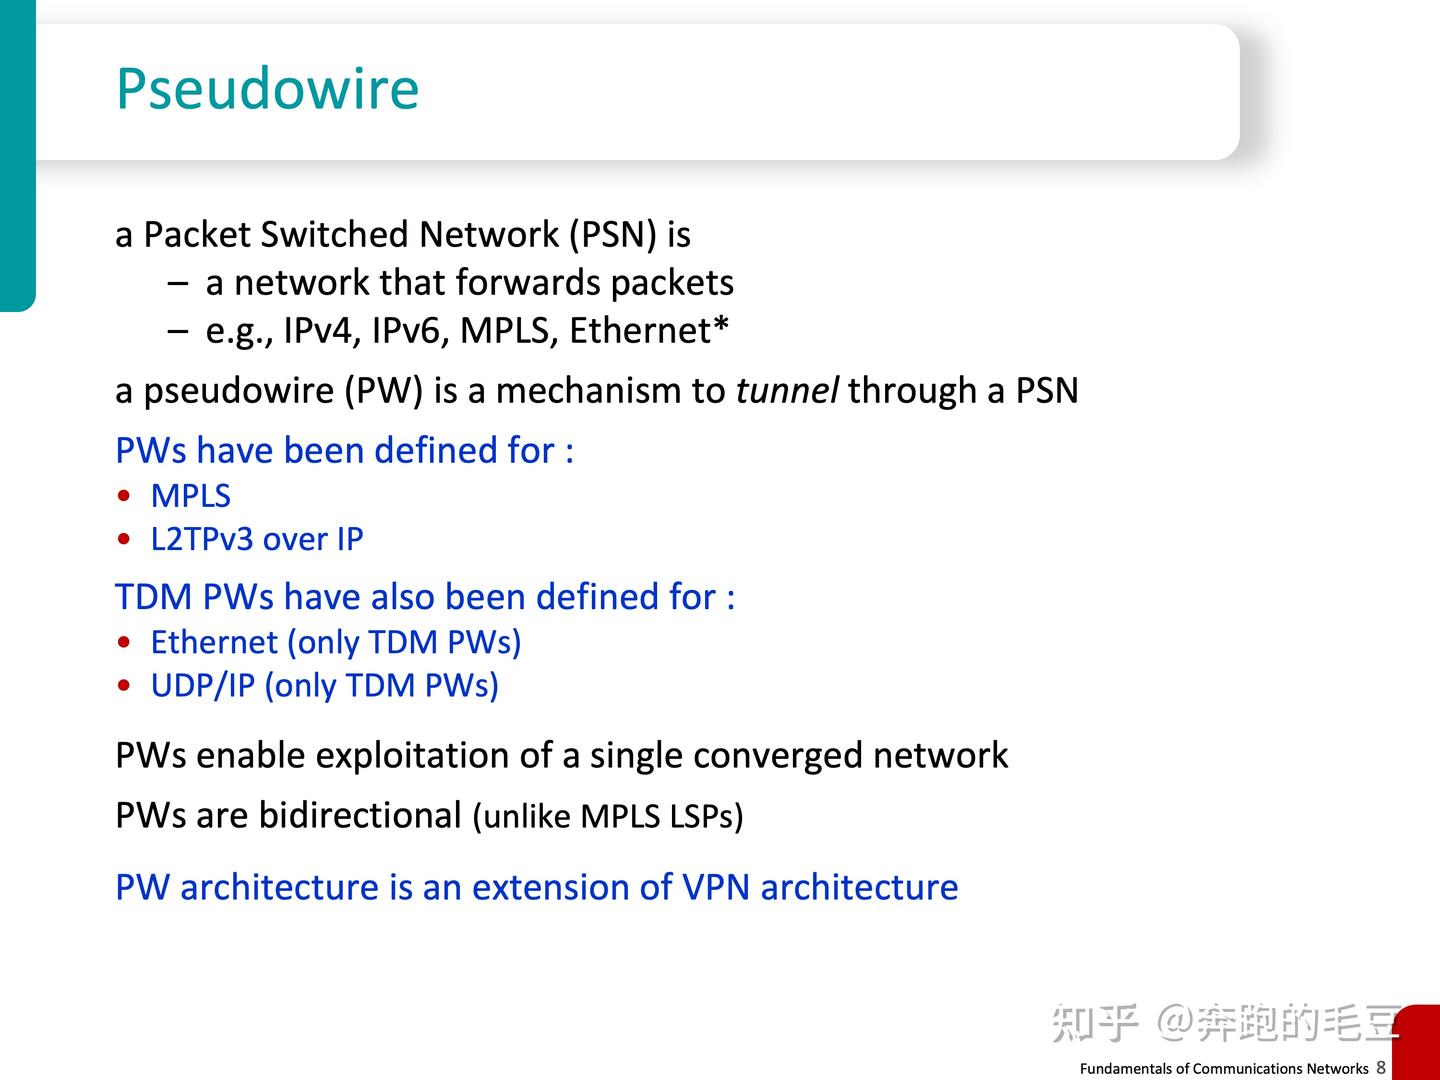 Pseudowire
a Packet Switched Network (PSN) is
– a network that forwards packets
– e.g., IPv4, IPv6, MPLS, Ethernet*
a pseudowire (PW) is a mechanism to tunnel through a PSN
PWs have been defined for :
• MPLS
• L2TPv3 over IP
TDM PWs have also been defined for :
• Ethernet (only TDM PWs)
• UDP/IP (only TDM PWs)
PWs enable exploitation of a single converged network
PWs are bidirectional (unlike MPLS LSPs)
PW architecture is an extension of VPN architecture
知乎 @奔跑的毛豆
Fundamentals of Communications Networks 8